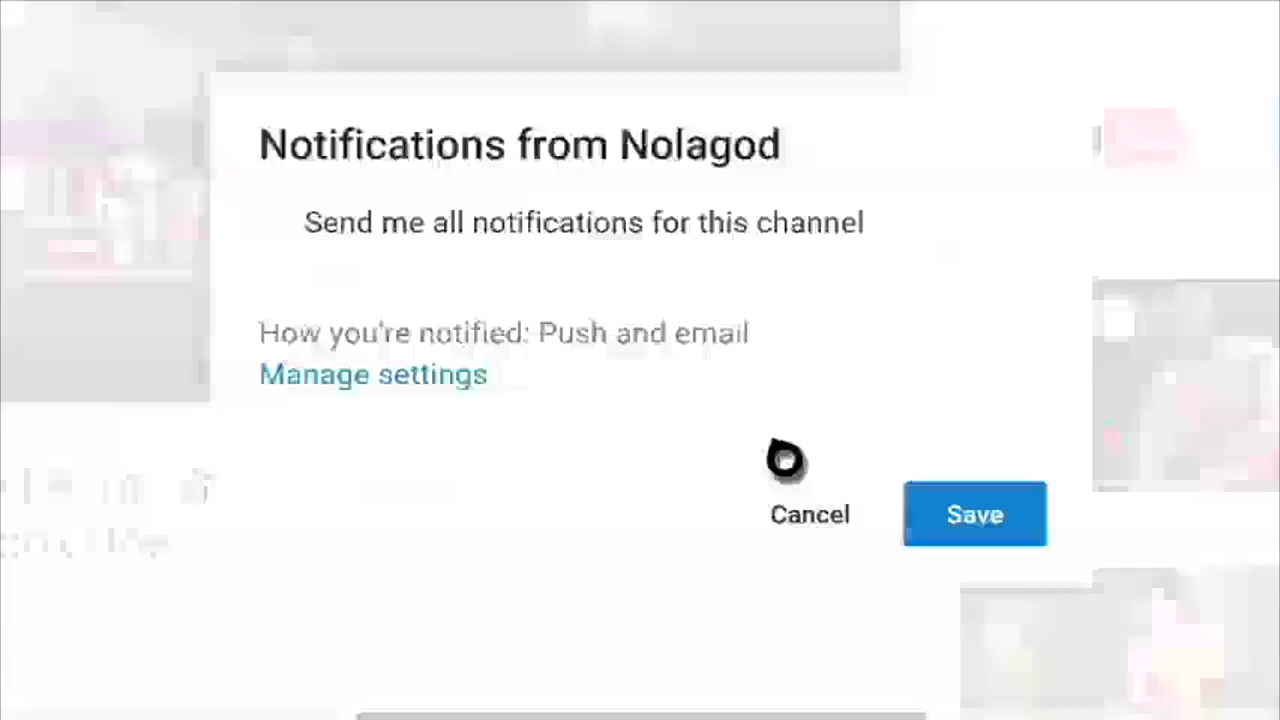 Notifications from Nolagod
Send me all notifications for this channel
How you're notified: Push and email
Manage settings
Cancel
Save